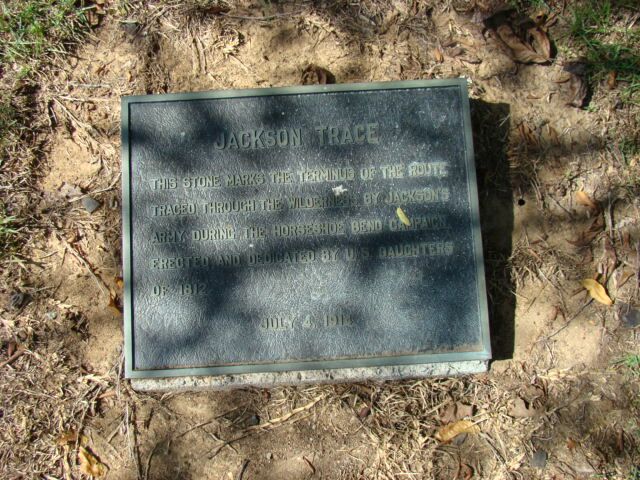 JACKSON TRACE
THIS STONE MARKS THE TERMINUS OF THE ROUTE
TRACED THROUGH THE WILDERNESS BY JACKSON'S
ARMY DURING THE HORSESHOE BEND CAMPAIGN.
ERECTED AND DEDICATED BY U.S. DAUGHTERS
OF 1812
JULY 4, 1914